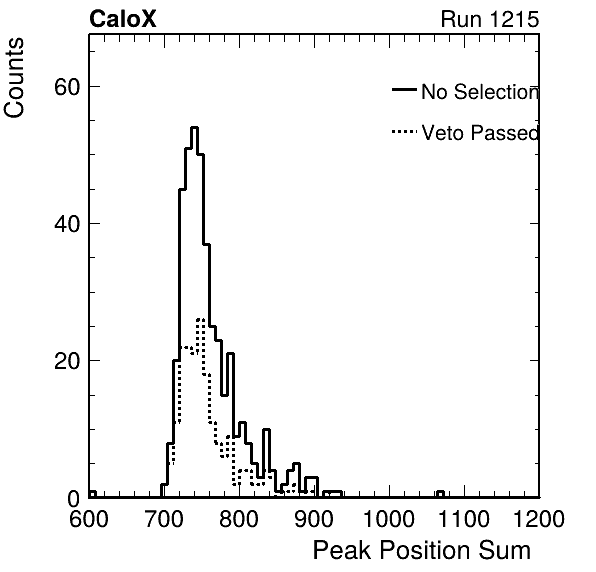 CaloX Run 1215
Counts
60
40
20
0
No Selection
Veto Passed
600 700 800 900 1000 1100 1200
Peak Position Sum